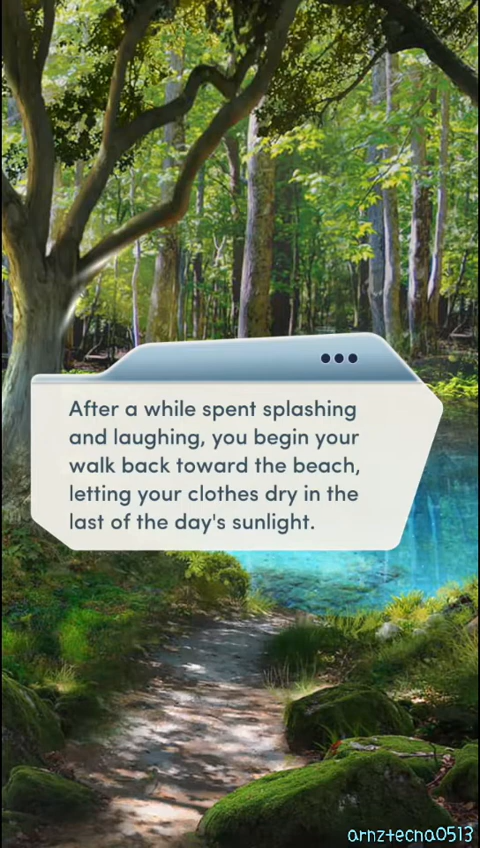 After a while spent splashing
and laughing, you begin your
walk back toward the beach,
letting your clothes dry in the
last of the day's sunlight.
arnztecna0513